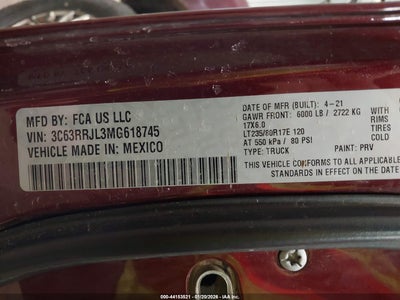 MFD BY: FCA US LLC
VIN: 3C63RRJL3MG618745
VEHICLE MADE IN: MEXICO
DATE OF MFR (BUILT): 4-21
GAWR FRONT: 6000 LB / 2722 KG
17X6.0
LT235/80R17E 120
AT 550 kPa / 80 PSI
TYPE: TRUCK
PAINT: PRV
WITH
RIMS
TIRES
COLD
THIS VEHICLE CONFORMS TO ALL APP
STANDARDS IN EFFECT ON THE DATE
000-44153521 - 01/20/2026 - IAA Inc.